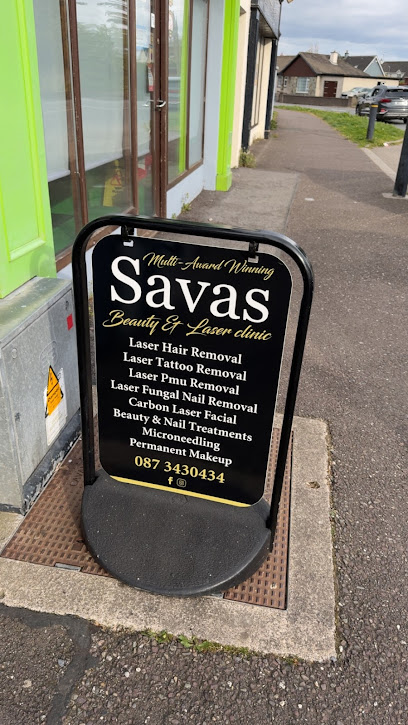 Multi-Award Winning
Savas
Beauty & Laser clinic
Laser Hair Removal
Laser Tattoo Removal
Laser Pmu Removal
Laser Fungal Nail Removal
Carbon Laser Facial
Beauty & Nail Treatments
Microneedling
Permanent Makeup
087 3430434